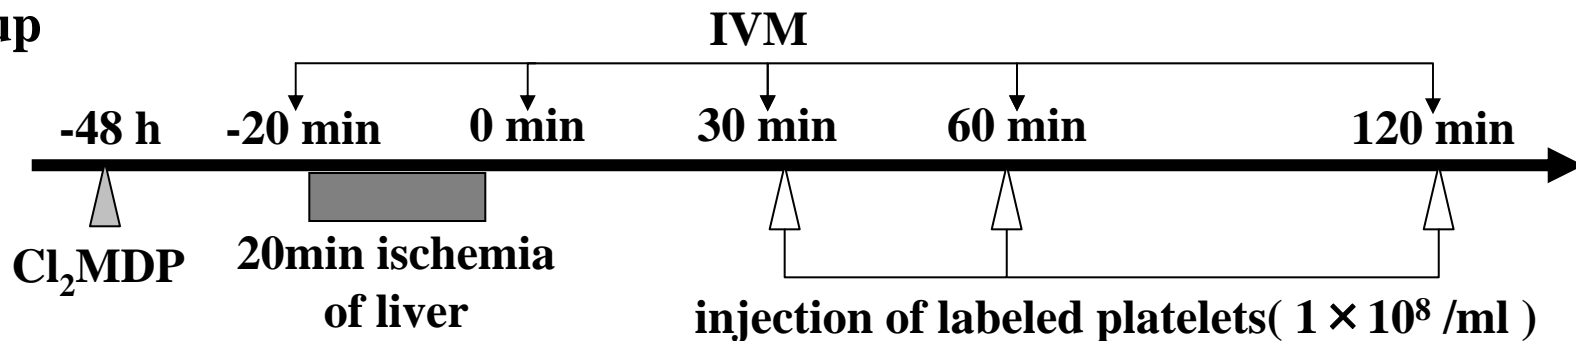 IVM
-48 h -20 min 0 min 30 min 60 min 120 min
Cl₂MDP 20min ischemia
of liver
injection of labeled platelets( 1 × 10⁸ /ml )